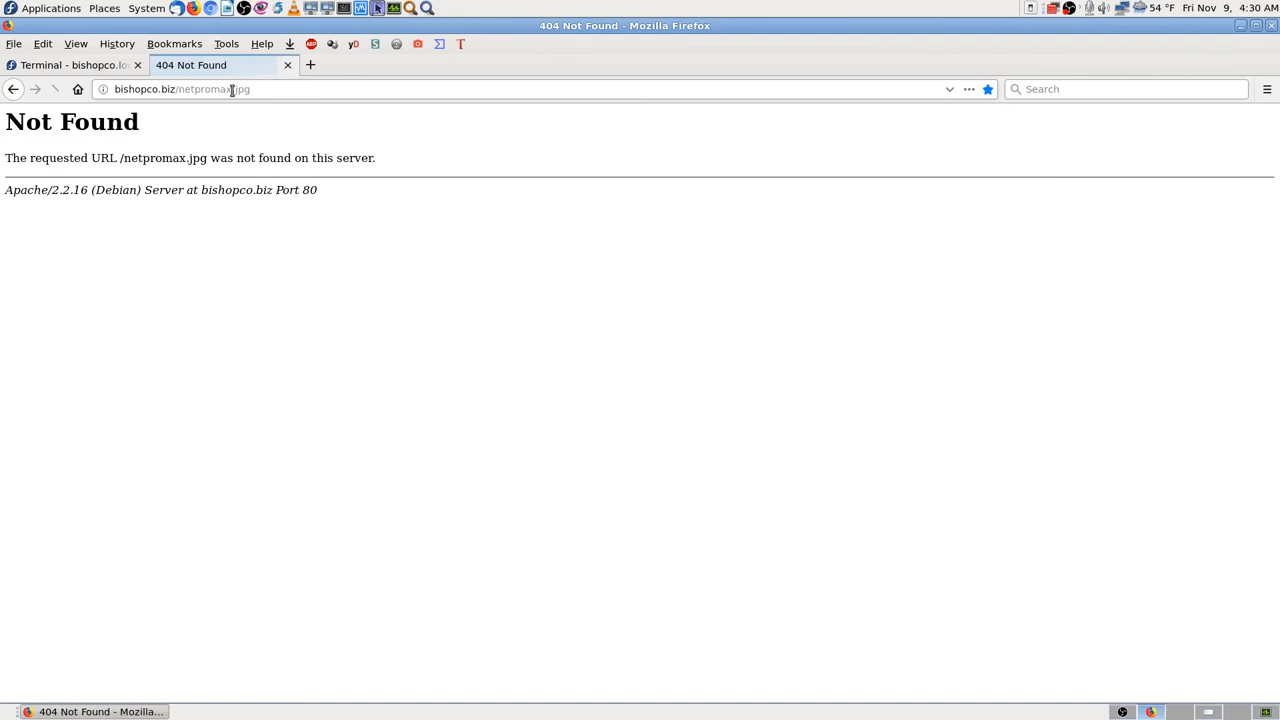 Applications Places System 54 °F Fri Nov 9, 4:30 AM
404 Not Found - Mozilla Firefox
File Edit View History Bookmarks Tools Help ABP yD S T
Terminal - bishopco.lo
404 Not Found
bishopco.biz/netpromax.jpg
Search
Not Found
The requested URL /netpromax.jpg was not found on this server.
Apache/2.2.16 (Debian) Server at bishopco.biz Port 80
404 Not Found - Mozilla...